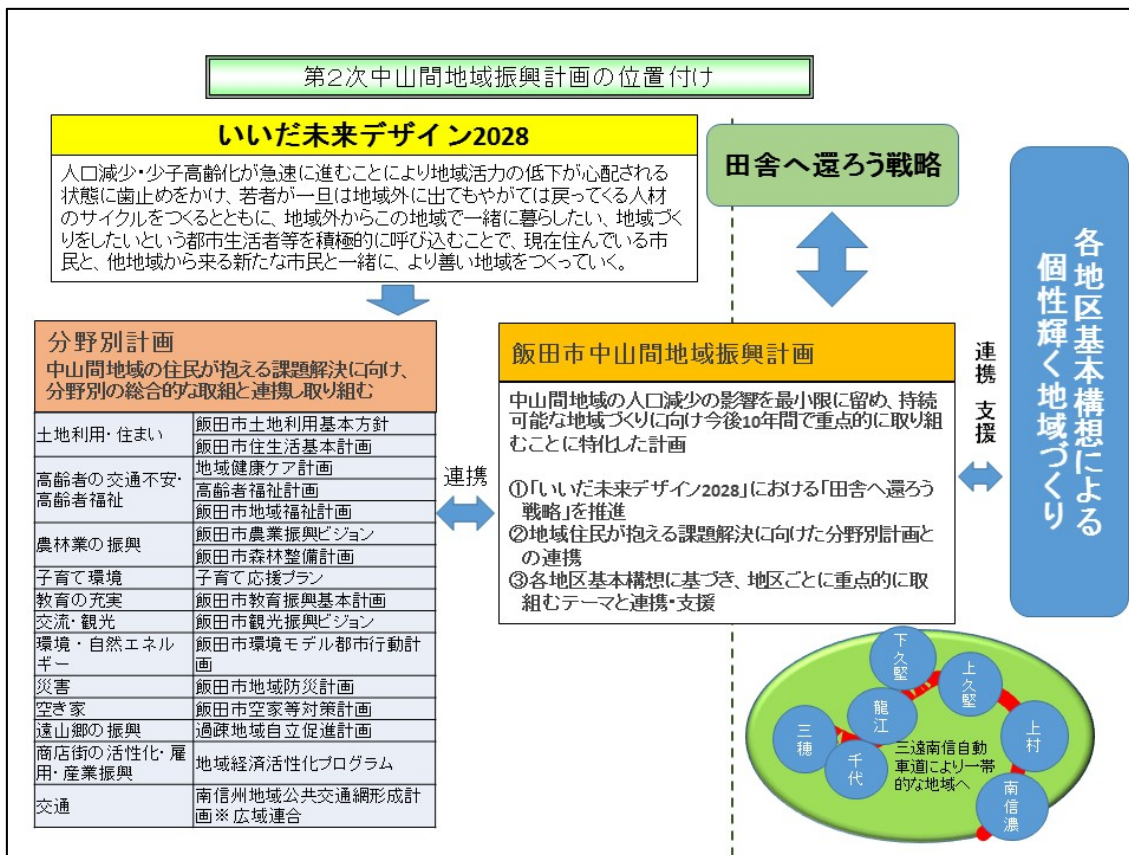 第2次中山間地域振興計画の位置付け
いいだ未来デザイン2028
人口減少・少子高齢化が急速に進むことにより地域活力の低下が心配される
状態に歯止めをかけ、若者が一旦は地域外に出てもやがては戻ってくる人材
のサイクルをつくるとともに、地域外からこの地域で一緒に暮らしたい、地域づく
りをしたいという都市生活者等を積極的に呼び込むことで、現在住んでいる市
民と、他地域から来る新たな市民と一緒に、より善い地域をつくっていく。
田舎へ還ろう戦略
各地区基本構想による
個性輝く地域づくり
分野別計画
中山間地域の住民が抱える課題解決に向け、
分野別の総合的な取組と連携し取り組む
土地利用・住まい
飯田市土地利用基本方針
飯田市住生活基本計画
高齢者の交通不安・
高齢者福祉
地域健康ケア計画
高齢者福祉計画
飯田市地域福祉計画
農林業の振興
飯田市農業振興ビジョン
飯田市森林整備計画
子育て環境
子育て応援プラン
教育の充実
飯田市教育振興基本計画
交流・観光
飯田市観光振興ビジョン
環境・自然エネル
ギー
飯田市環境モデル都市行動計
画
災害
飯田市地域防災計画
空き家
飯田市空家等対策計画
遠山郷の振興
過疎地域自立促進計画
商店街の活性化・雇
用・産業振興
地域経済活性化プログラム
交通
南信州地域公共交通網形成計
画※広域連合
連携
飯田市中山間地域振興計画
中山間地域の人口減少の影響を最小限に留め、持続
可能な地域づくりに向け今後10年間で重点的に取り組
むことに特化した計画
①「いいだ未来デザイン2028」における「田舎へ還ろう
戦略」を推進
②地域住民が抱える課題解決に向けた分野別計画と
の連携
③各地区基本構想に基づき、地区ごとに重点的に取
組むテーマと連携・支援
連携 支援
下久堅
上久堅
龍江
三穂
千代
上村
南信濃
三遠南信自動
車道により一帯
的な地域へ